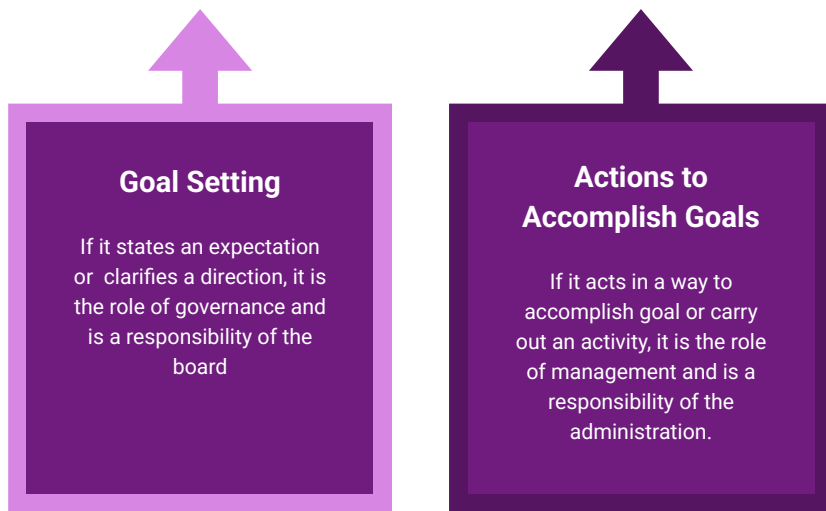 Goal Setting
If it states an expectation
or  clarifies a direction, it is
the role of governance and
is a responsibility of the
board
Actions to
Accomplish Goals
If it acts in a way to
accomplish goal or carry
out an activity, it is the role
of management and is a
responsibility of the
administration.